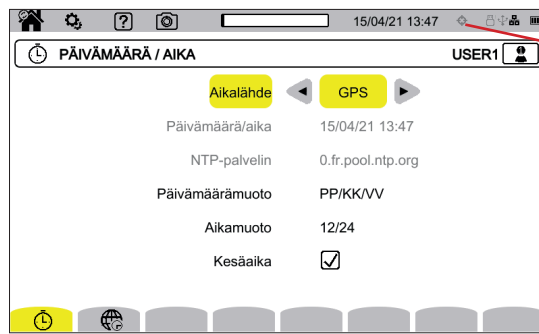 15/04/21 13:47
PÄIVÄMÄÄRÄ / AIKA USER1
Aikalähde GPS
Päivämäärä/aika 15/04/21 13:47
NTP-palvelin 0.fr.pool.ntp.org
Päivämäärämuoto PP/KK/VV
Aikamuoto 12/24
Kesäaika